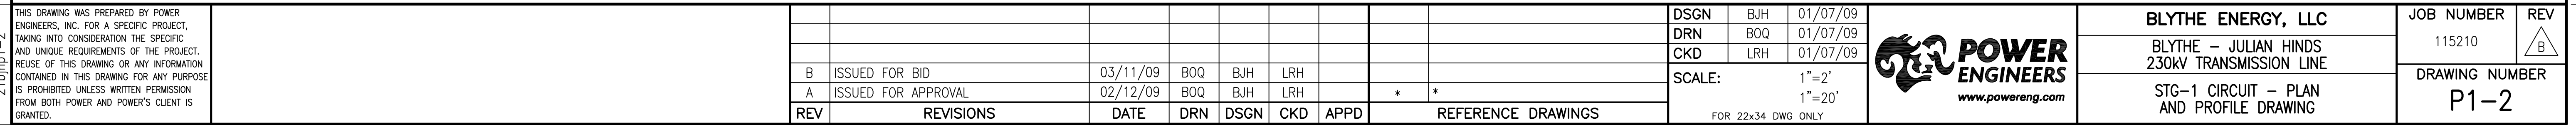 THIS DRAWING WAS PREPARED BY POWER
ENGINEERS, INC. FOR A SPECIFIC PROJECT,
TAKING INTO CONSIDERATION THE SPECIFIC
AND UNIQUE REQUIREMENTS OF THE PROJECT.
REUSE OF THIS DRAWING OR ANY INFORMATION
CONTAINED IN THIS DRAWING FOR ANY PURPOSE
IS PROHIBITED UNLESS WRITTEN PERMISSION
FROM BOTH POWER AND POWER'S CLIENT IS
GRANTED.
B ISSUED FOR BID 03/11/09 BOQ BJH LRH
A ISSUED FOR APPROVAL 02/12/09 BOQ BJH LRH * *
REV REVISIONS DATE DRN DSGN CKD APPD REFERENCE DRAWINGS
DSGN BJH 01/07/09
DRN BOQ 01/07/09
CKD LRH 01/07/09
SCALE: 1"=2'
1"=20'
FOR 22x34 DWG ONLY
POWER
ENGINEERS
www.powereng.com
BLYTHE ENERGY, LLC
BLYTHE - JULIAN HINDS
230kV TRANSMISSION LINE
STG-1 CIRCUIT - PLAN
AND PROFILE DRAWING
JOB NUMBER REV
115210 B
DRAWING NUMBER
P1-2